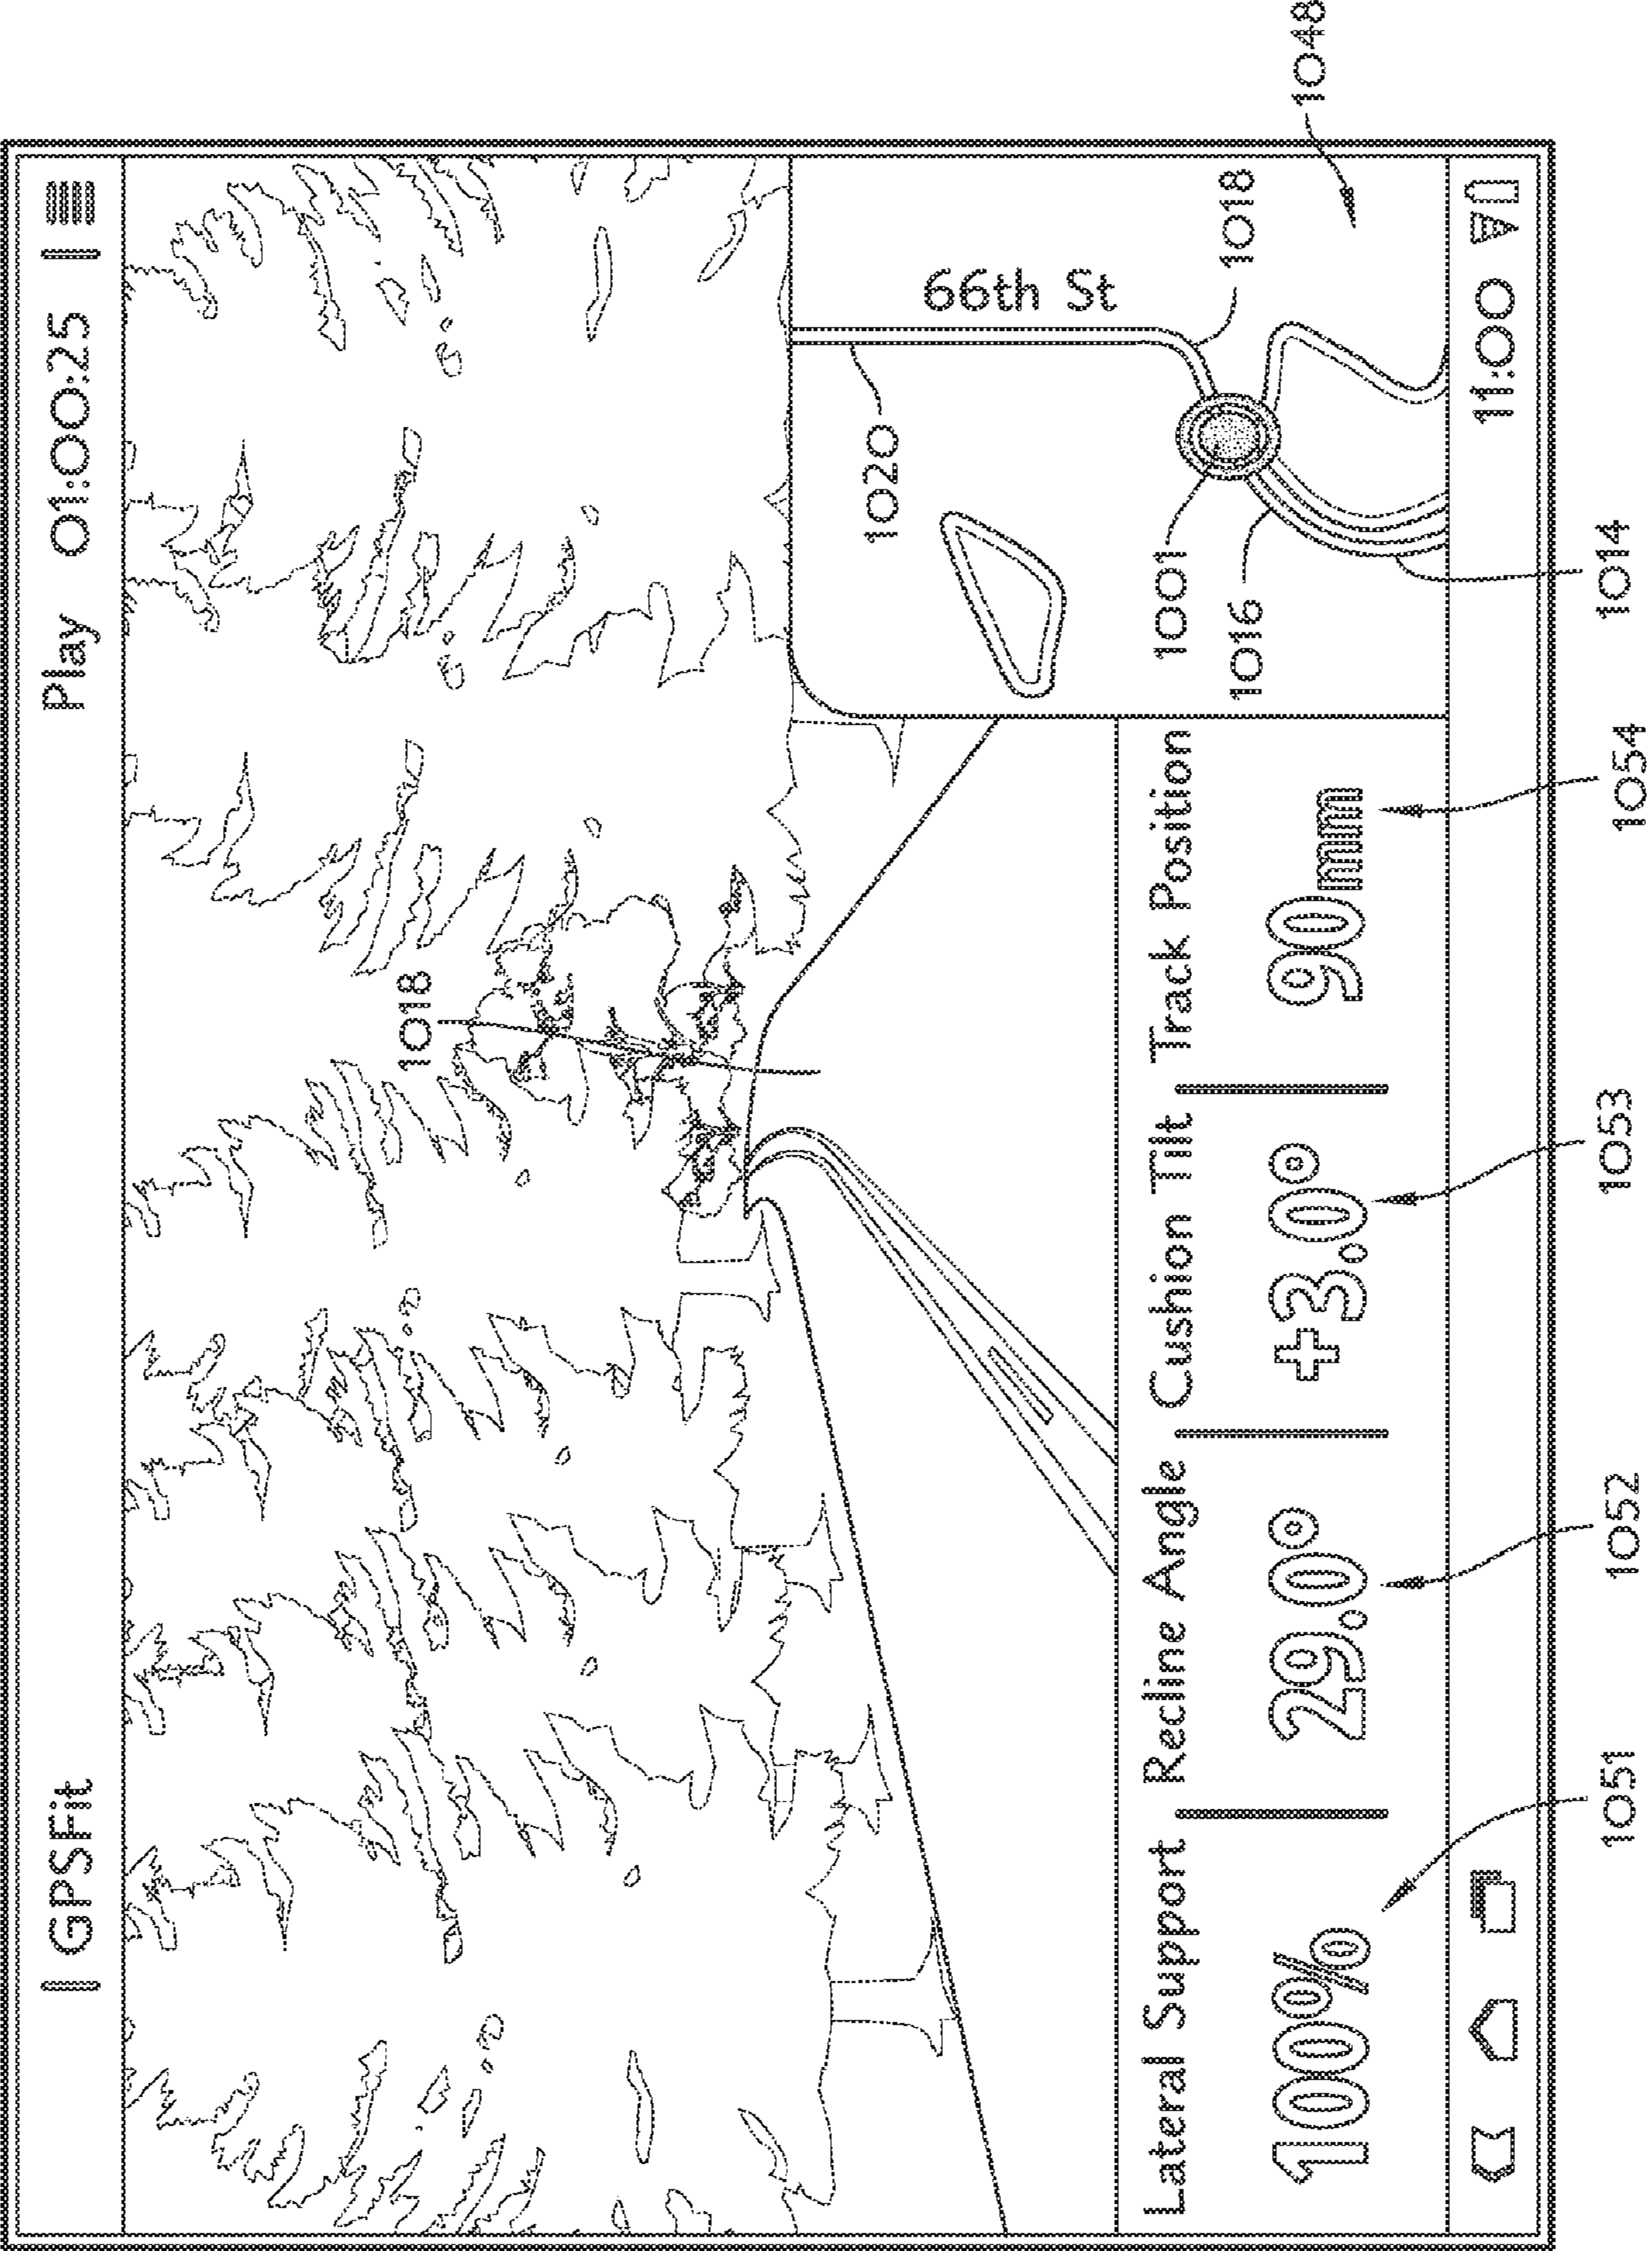 | GPSFit
Play 01:00:25 |
1018
66th St
1020
1018
1048
1001
1016
1014
Lateral Support | Recline Angle | Cushion Tilt | Track Position
100% | 29.0° | +3.0° | 90mm
11:00
1051
1052
1053
1054